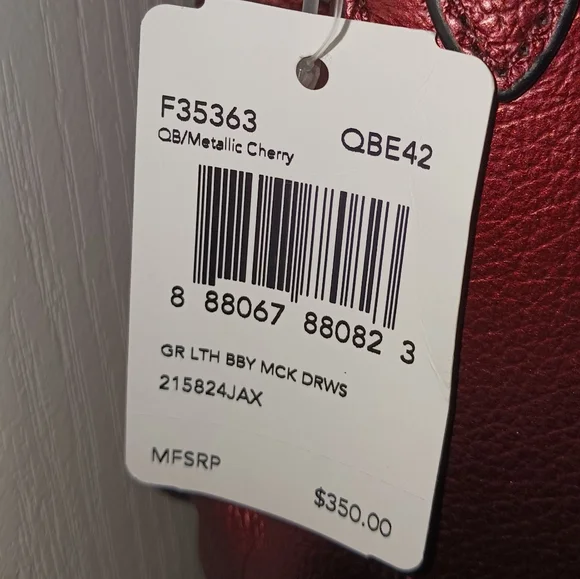 F35363
QB/Metallic Cherry
QBE42
8 88067 88082 3
GR LTH BBY MCK DRWS
215824JAX
MFSRP
$350.00